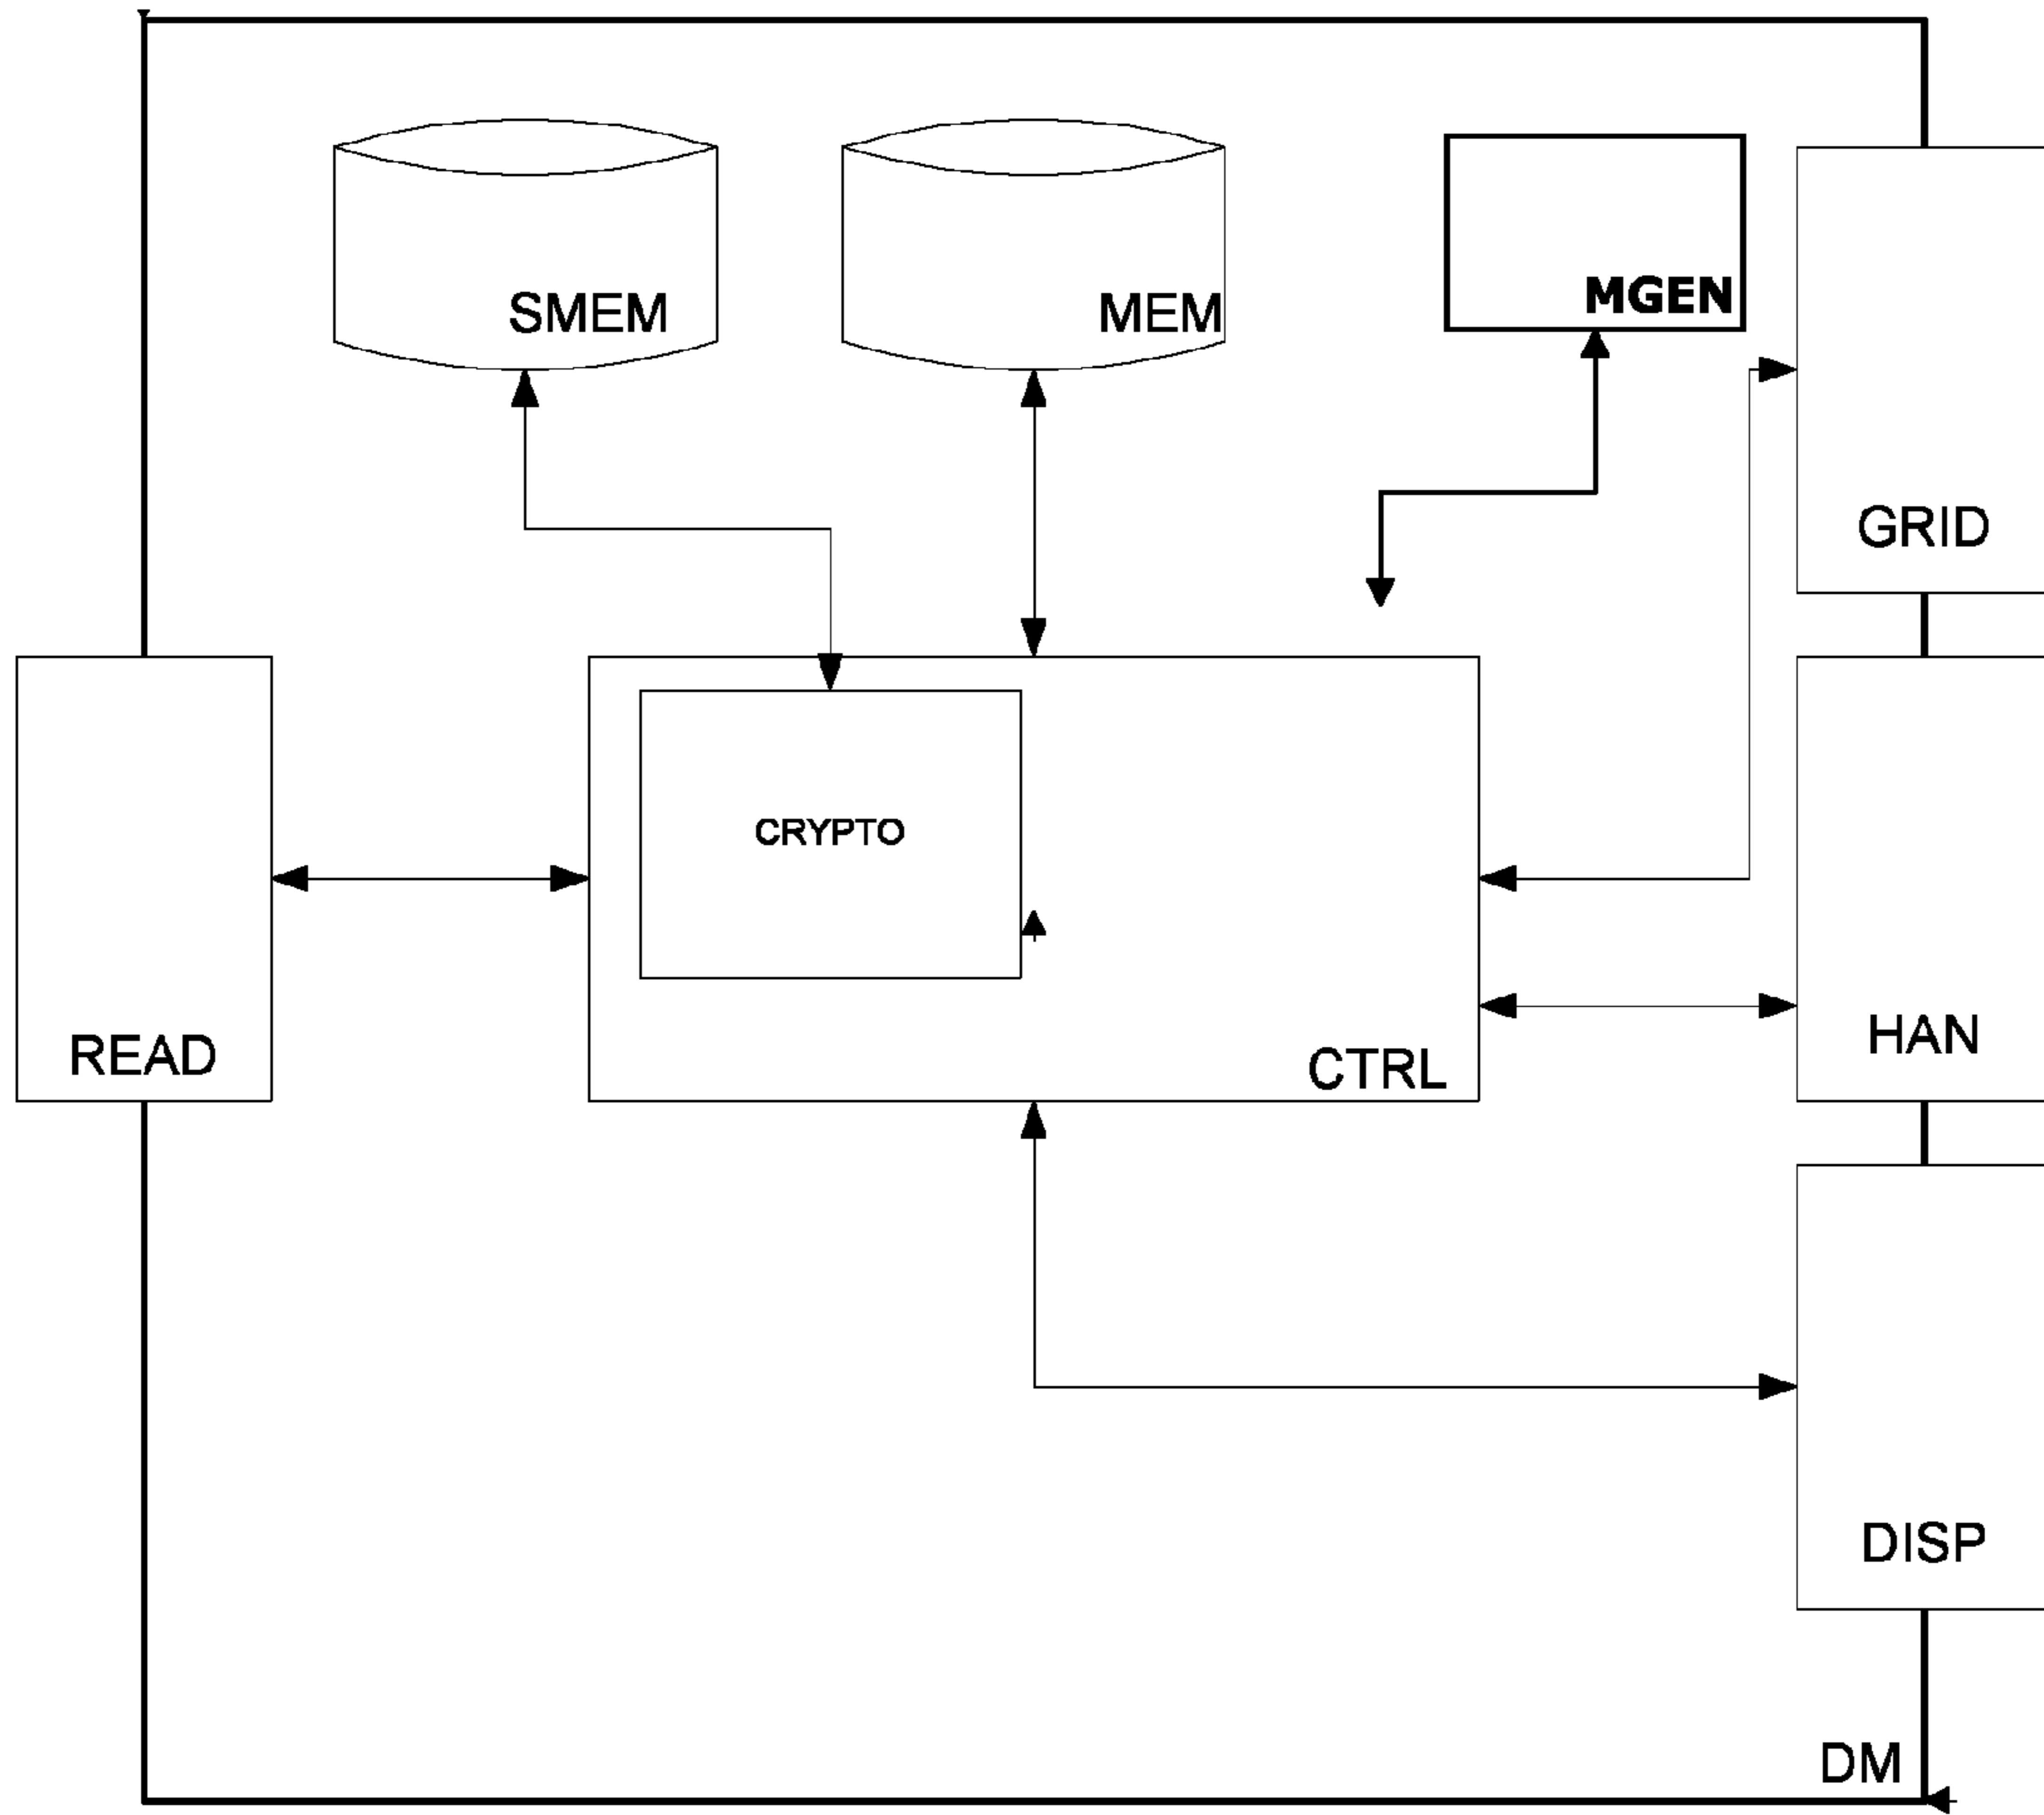 SMEM
MEM
MGEN
GRID
CRYPTO
READ
CTRL
HAN
DISP
DM